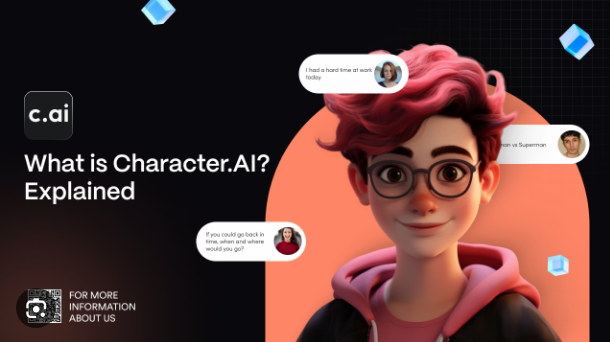 c.ai
What is Character.AI?
Explained
I had a hard time at work
today
an vs Superman
If you could go back in
time, when and where
would you go?
FOR MORE
INFORMATION
ABOUT US